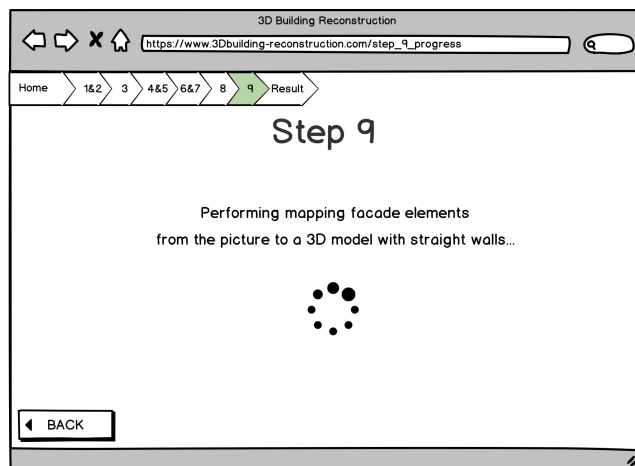 3D Building Reconstruction
https://www.3Dbuilding-reconstruction.com/step_9_progress
Home 1&2 3 4&5 6&7 8 9 Result
Step 9
Performing mapping facade elements
from the picture to a 3D model with straight walls...
BACK